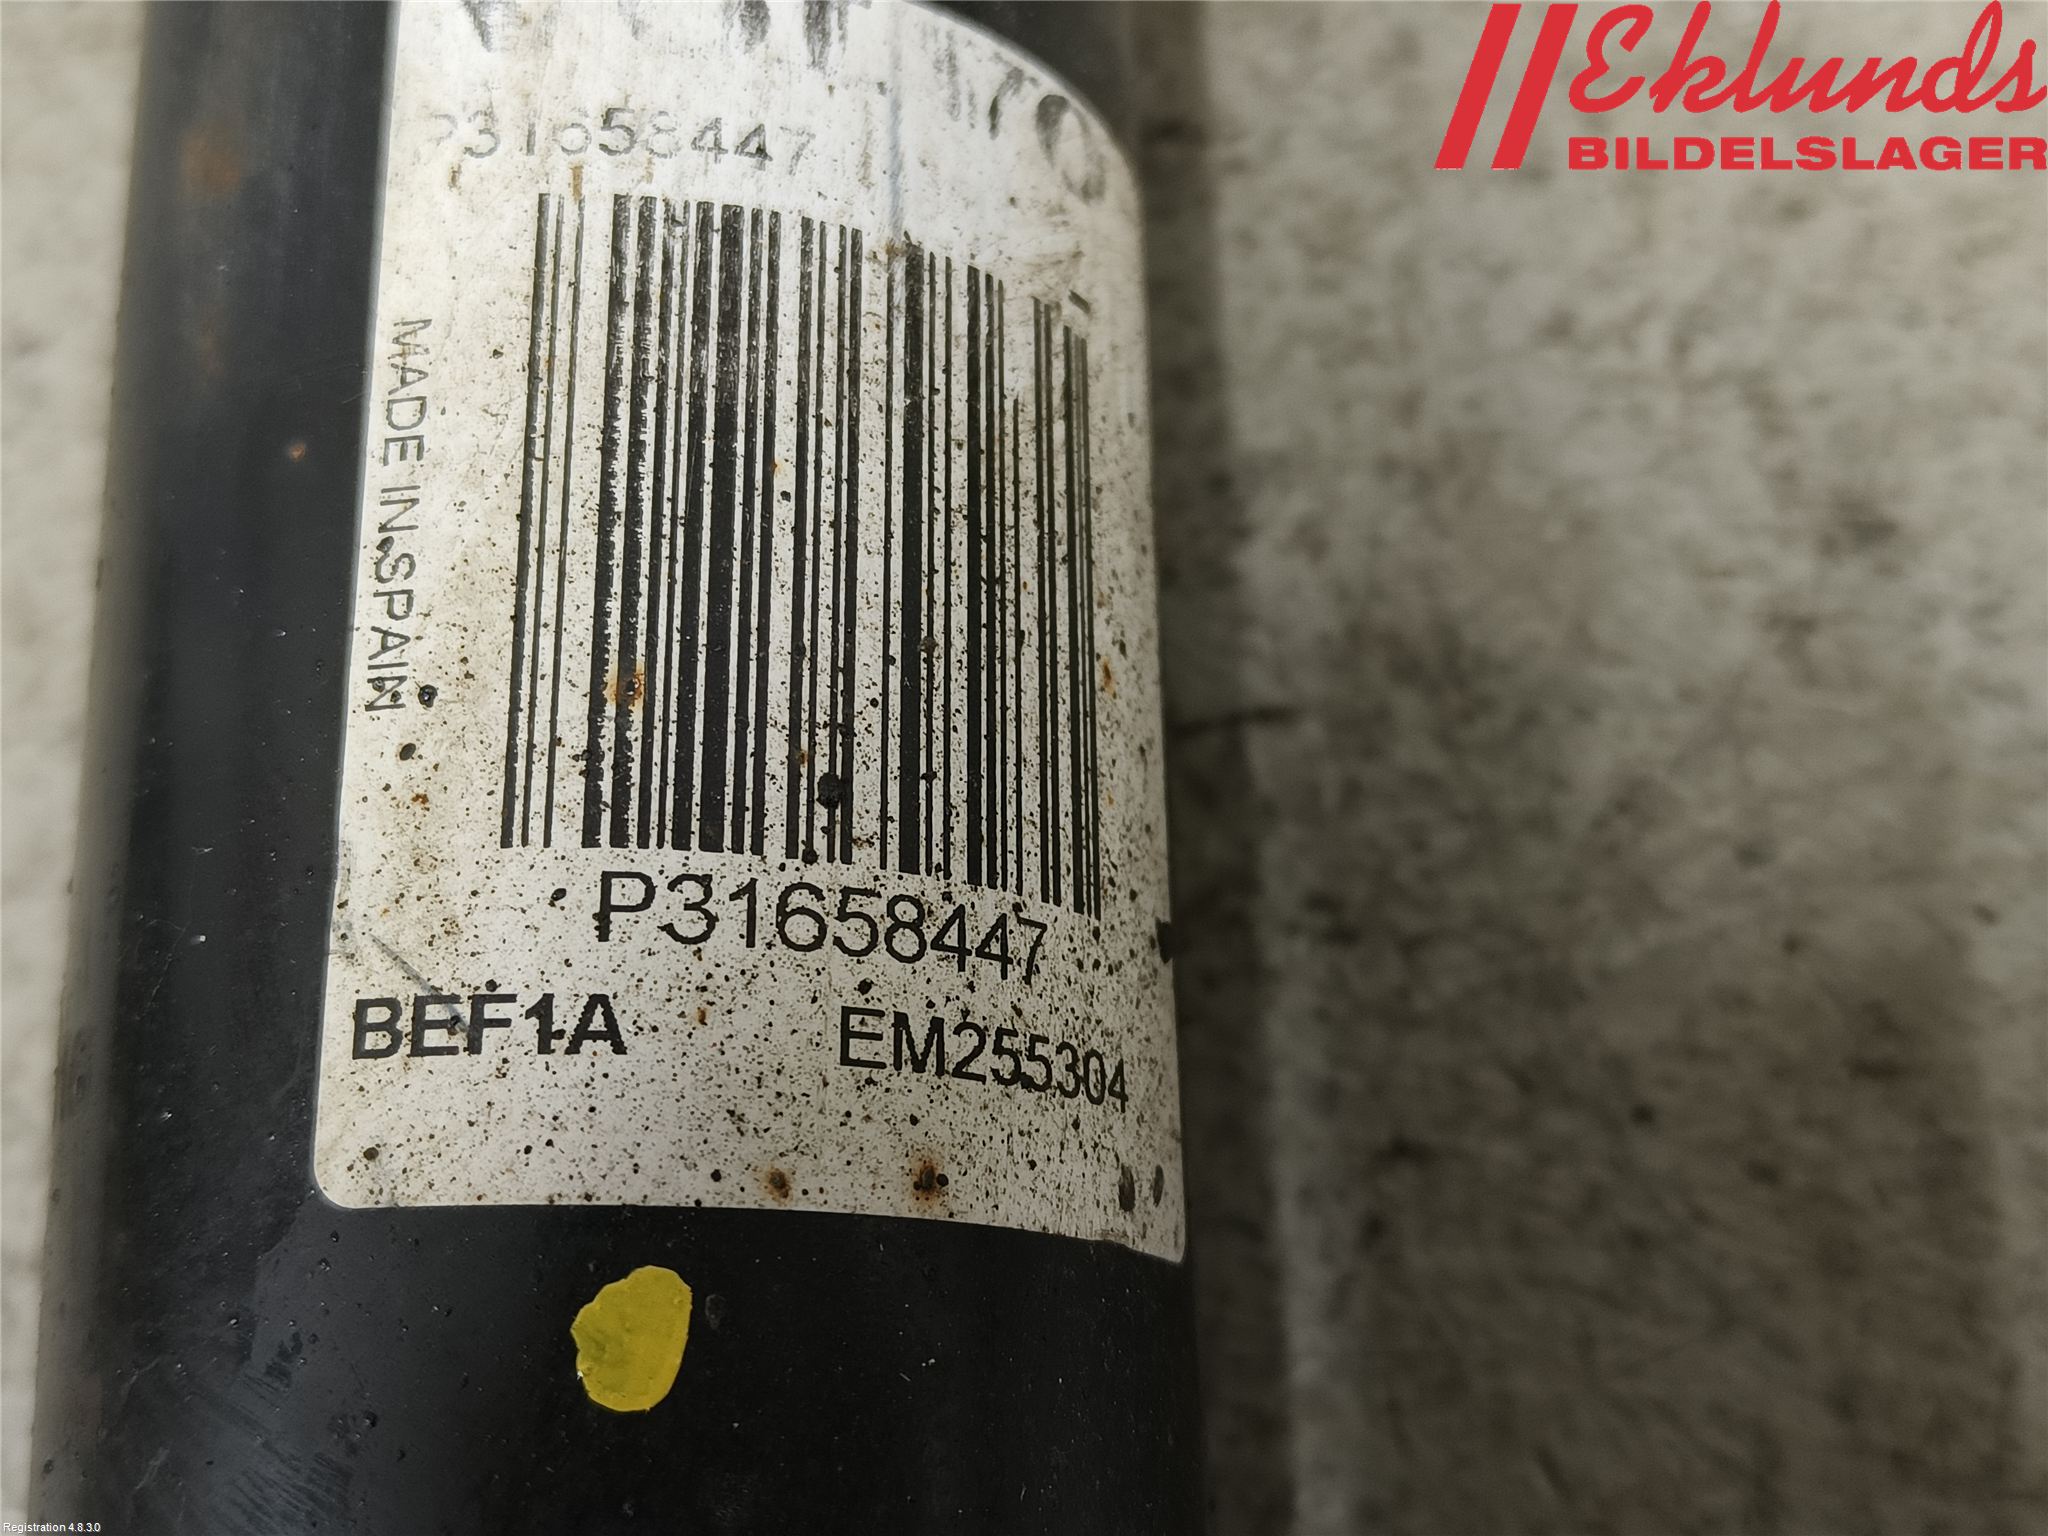 Eklunds
BILDELSLAGER
P31658447
MADE IN SPAIN
P31658447
BEF1A EM255304
Registration 4.8.3.0